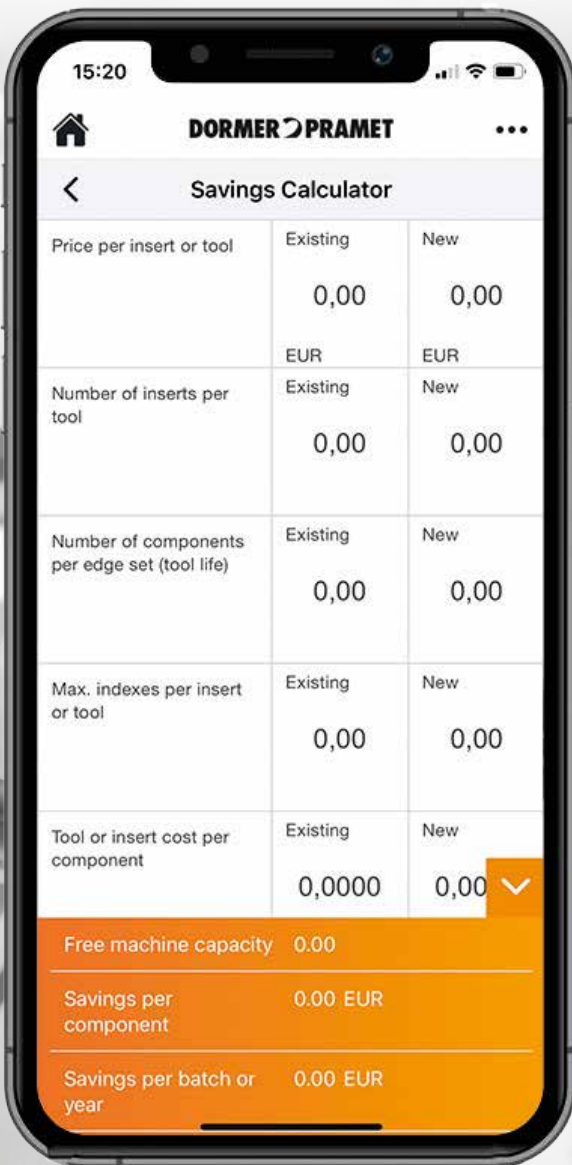 15:20
DORMER PRAMET
Savings Calculator
Price per insert or tool
Existing
New
0,00
0,00
EUR
EUR
Number of inserts per
tool
Existing
New
0,00
0,00
Number of components
per edge set (tool life)
Existing
New
0,00
0,00
Max. indexes per insert
or tool
Existing
New
0,00
0,00
Tool or insert cost per
component
Existing
New
0,0000
0,00
Free machine capacity 0.00
Savings per
component
0.00 EUR
Savings per batch or
year
0.00 EUR